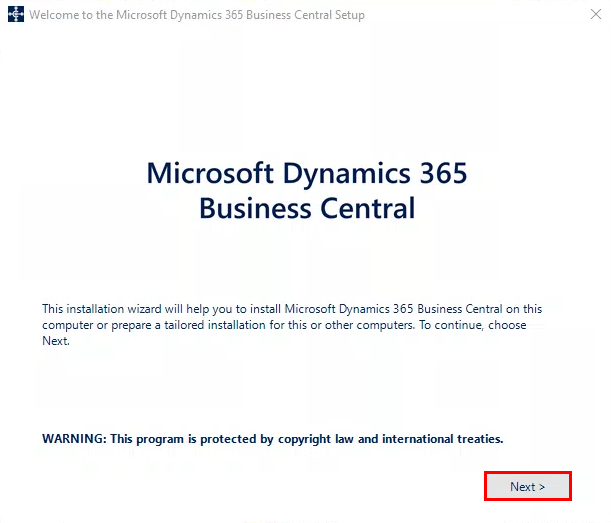 Welcome to the Microsoft Dynamics 365 Business Central Setup
Microsoft Dynamics 365
Business Central
This installation wizard will help you to install Microsoft Dynamics 365 Business Central on this
computer or prepare a tailored installation for this or other computers. To continue, choose
Next.
WARNING: This program is protected by copyright law and international treaties.
Next >